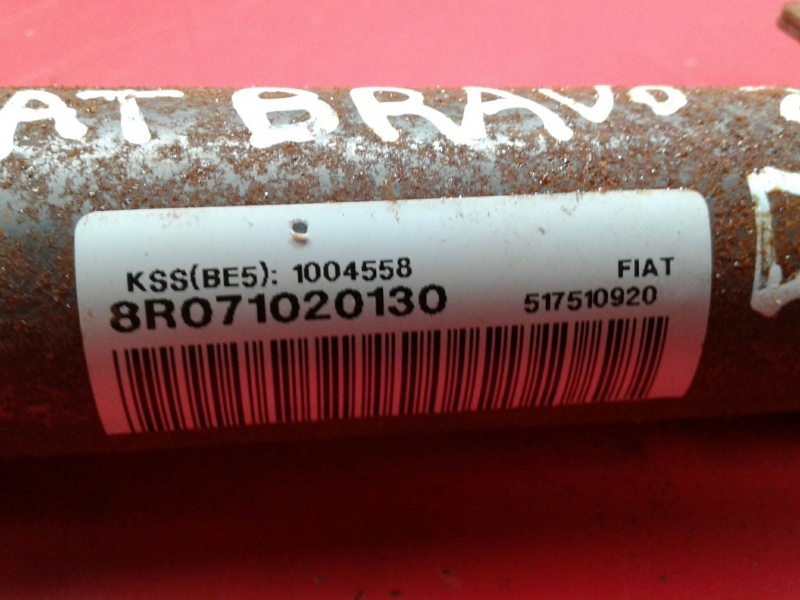 AT BRAVO
KSS(BE5): 1004558 FIAT
8R071020130 517510920